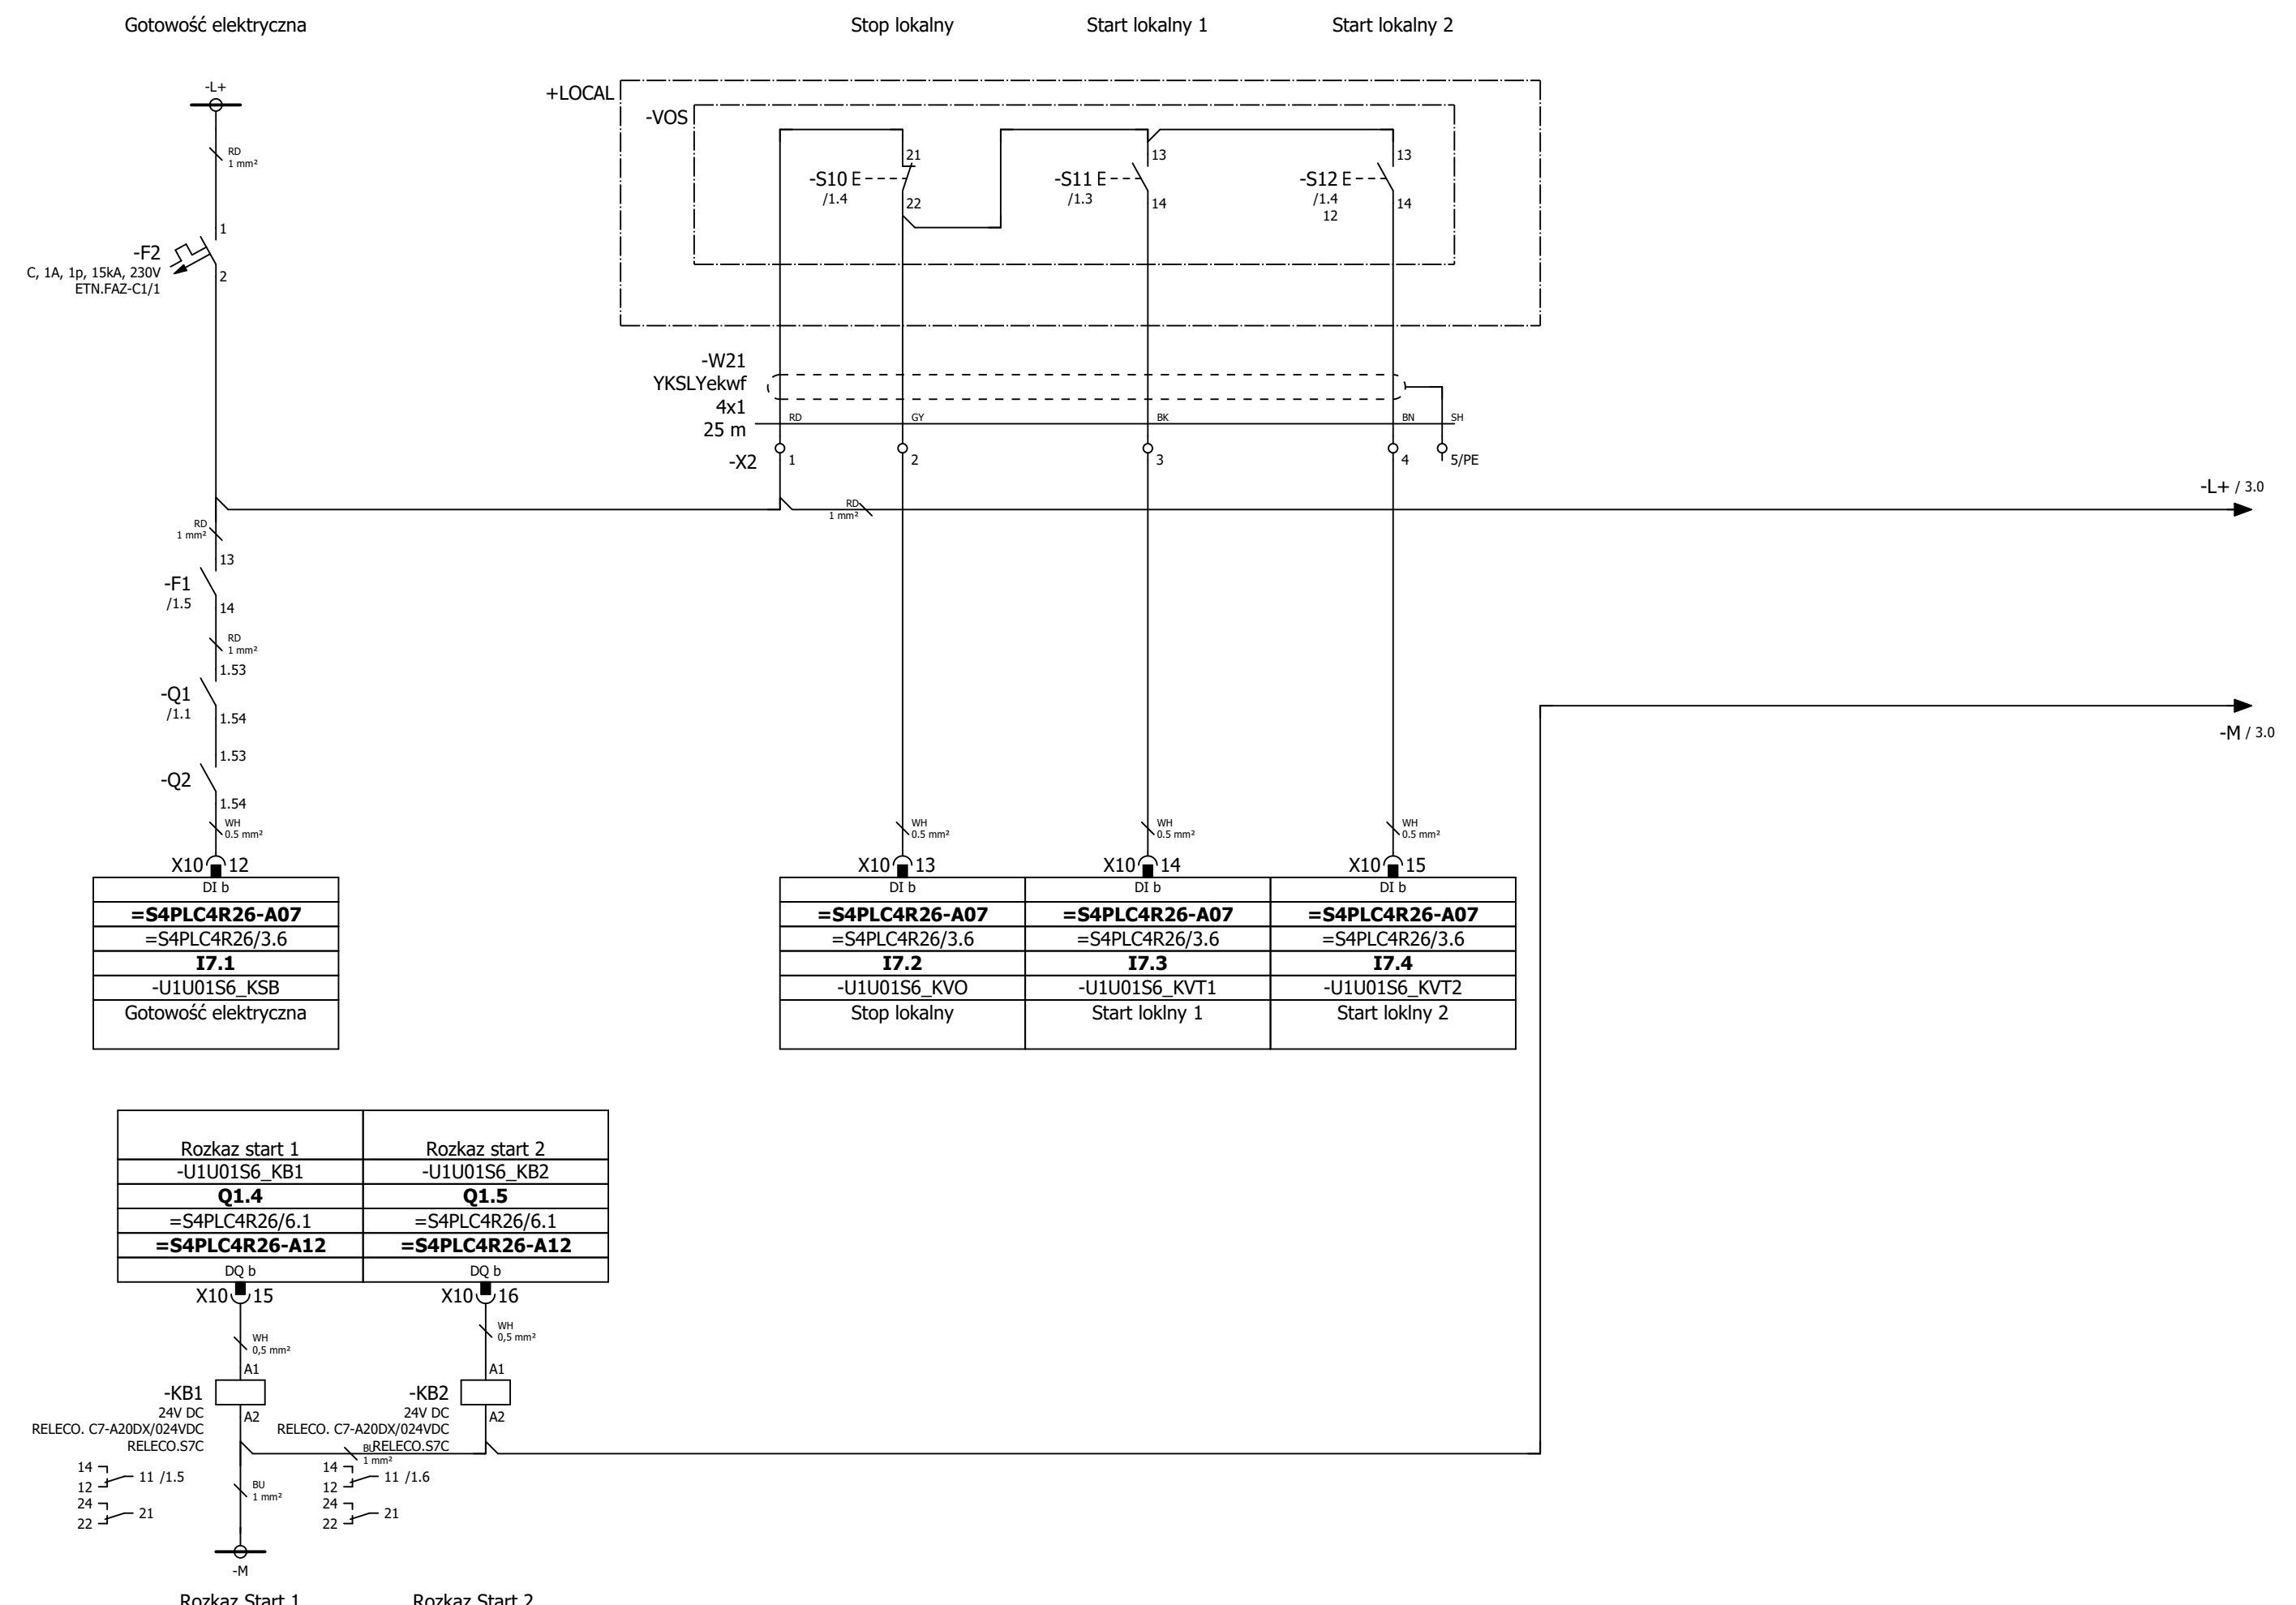 Gotowość elektryczna
Stop lokalny
Start lokalny 1
Start lokalny 2
-L+
+LOCAL
-VOS
RD
1 mm²
21
13
13
-S10 E
/1.4
-S11 E
/1.3
-S12 E
/1.4
12
22
14
14
1
-F2
C, 1A, 1p, 15kA, 230V
ETN.FAZ-C1/1
2
-W21
YKSLYekwf
4x1
25 m
RD
GY
BK
BN
SH
-X2
1
2
3
4
5/PE
-L+ / 3.0
RD
1 mm²
RD
1 mm²
13
-F1
/1.5
14
RD
1 mm²
1.53
-Q1
/1.1
1.54
-M / 3.0
1.53
-Q2
1.54
WH
0.5 mm²
WH
0.5 mm²
WH
0.5 mm²
WH
0.5 mm²
X10 12
X10 13
X10 14
X10 15
DI b
DI b
DI b
DI b
=S4PLC4R26-A07
=S4PLC4R26-A07
=S4PLC4R26-A07
=S4PLC4R26-A07
=S4PLC4R26/3.6
=S4PLC4R26/3.6
=S4PLC4R26/3.6
=S4PLC4R26/3.6
I7.1
I7.2
I7.3
I7.4
-U1U01S6_KSB
-U1U01S6_KVO
-U1U01S6_KVT1
-U1U01S6_KVT2
Gotowość elektryczna
Stop lokalny
Start loklny 1
Start loklny 2
Rozkaz start 1
Rozkaz start 2
-U1U01S6_KB1
-U1U01S6_KB2
Q1.4
Q1.5
=S4PLC4R26/6.1
=S4PLC4R26/6.1
=S4PLC4R26-A12
=S4PLC4R26-A12
DQ b
DQ b
X10 15
X10 16
WH
0,5 mm²
WH
0,5 mm²
A1
A1
-KB1
24V DC
RELECO. C7-A20DX/024VDC
RELECO.S7C
A2
-KB2
24V DC
RELECO. C7-A20DX/024VDC
RELECO.S7C
A2
BU
1 mm²
14
12
11 /1.5
24
22
21
BU
1 mm²
14
12
11 /1.6
24
22
21
-M
Rozkaz Start 1
Rozkaz Start 2